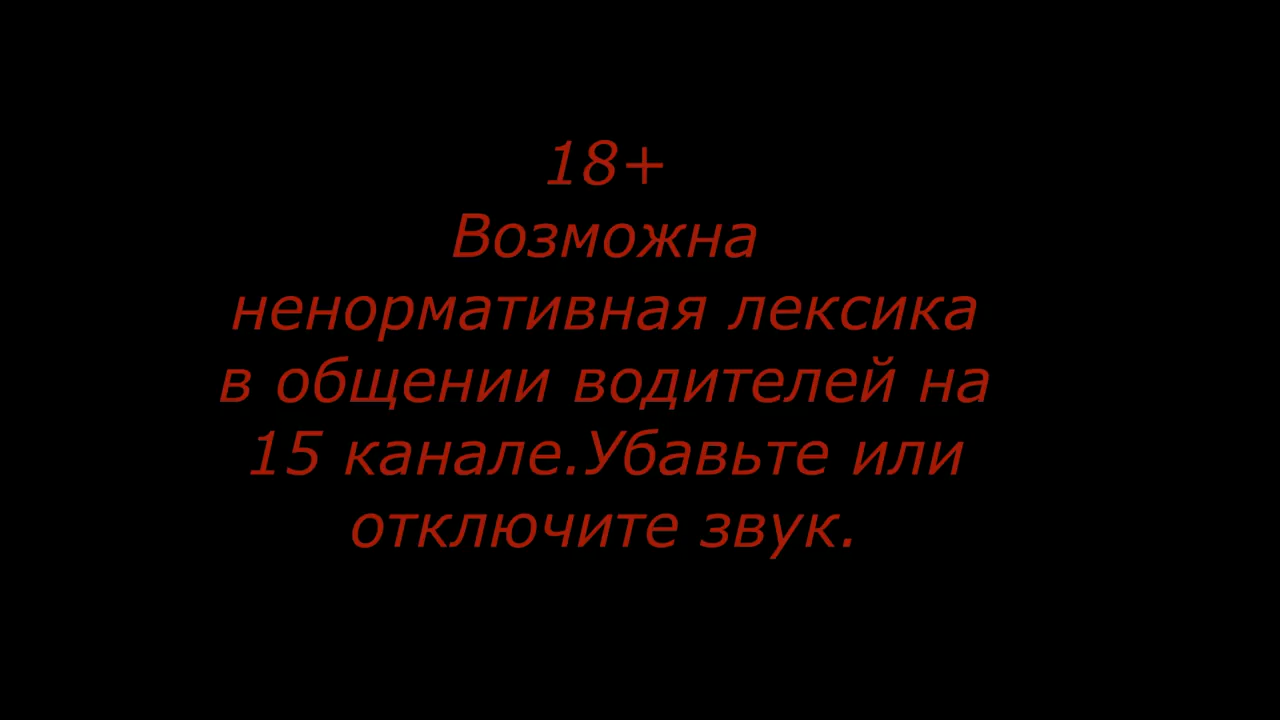 18+
Возможна
ненормативная лексика
в общении водителей на
15 канале.Убавьте или
отключите звук.